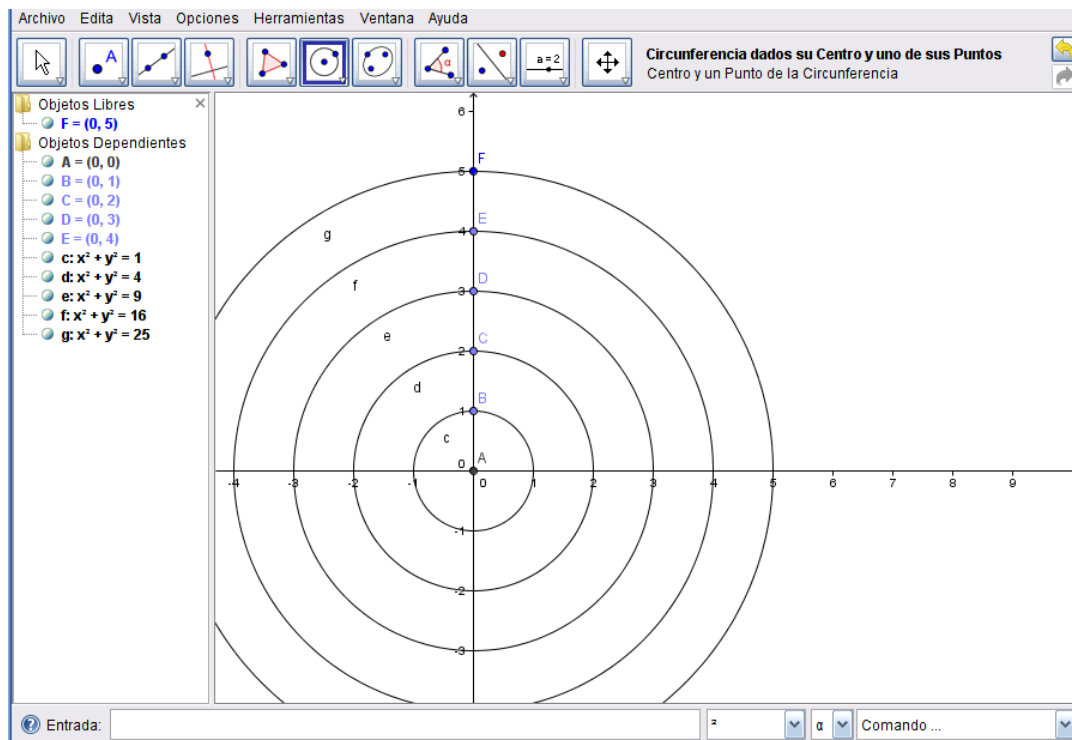 Archivo Edita Vista Opciones Herramientas Ventana Ayuda
A
α
a = 2
Circunferencia dados su Centro y uno de sus Puntos
Centro y un Punto de la Circunferencia
Objetos Libres
F = (0, 5)
Objetos Dependientes
A = (0, 0)
B = (0, 1)
C = (0, 2)
D = (0, 3)
E = (0, 4)
c: x² + y² = 1
d: x² + y² = 4
e: x² + y² = 9
f: x² + y² = 16
g: x² + y² = 25
6
F
5
g
E
4
f
D
3
e
C
2
d
B
1
c
A
0
-4 -3 -2 -1 0 1 2 3 4 5 6 7 8 9
-1
-2
-3
Entrada: ² α Comando ...